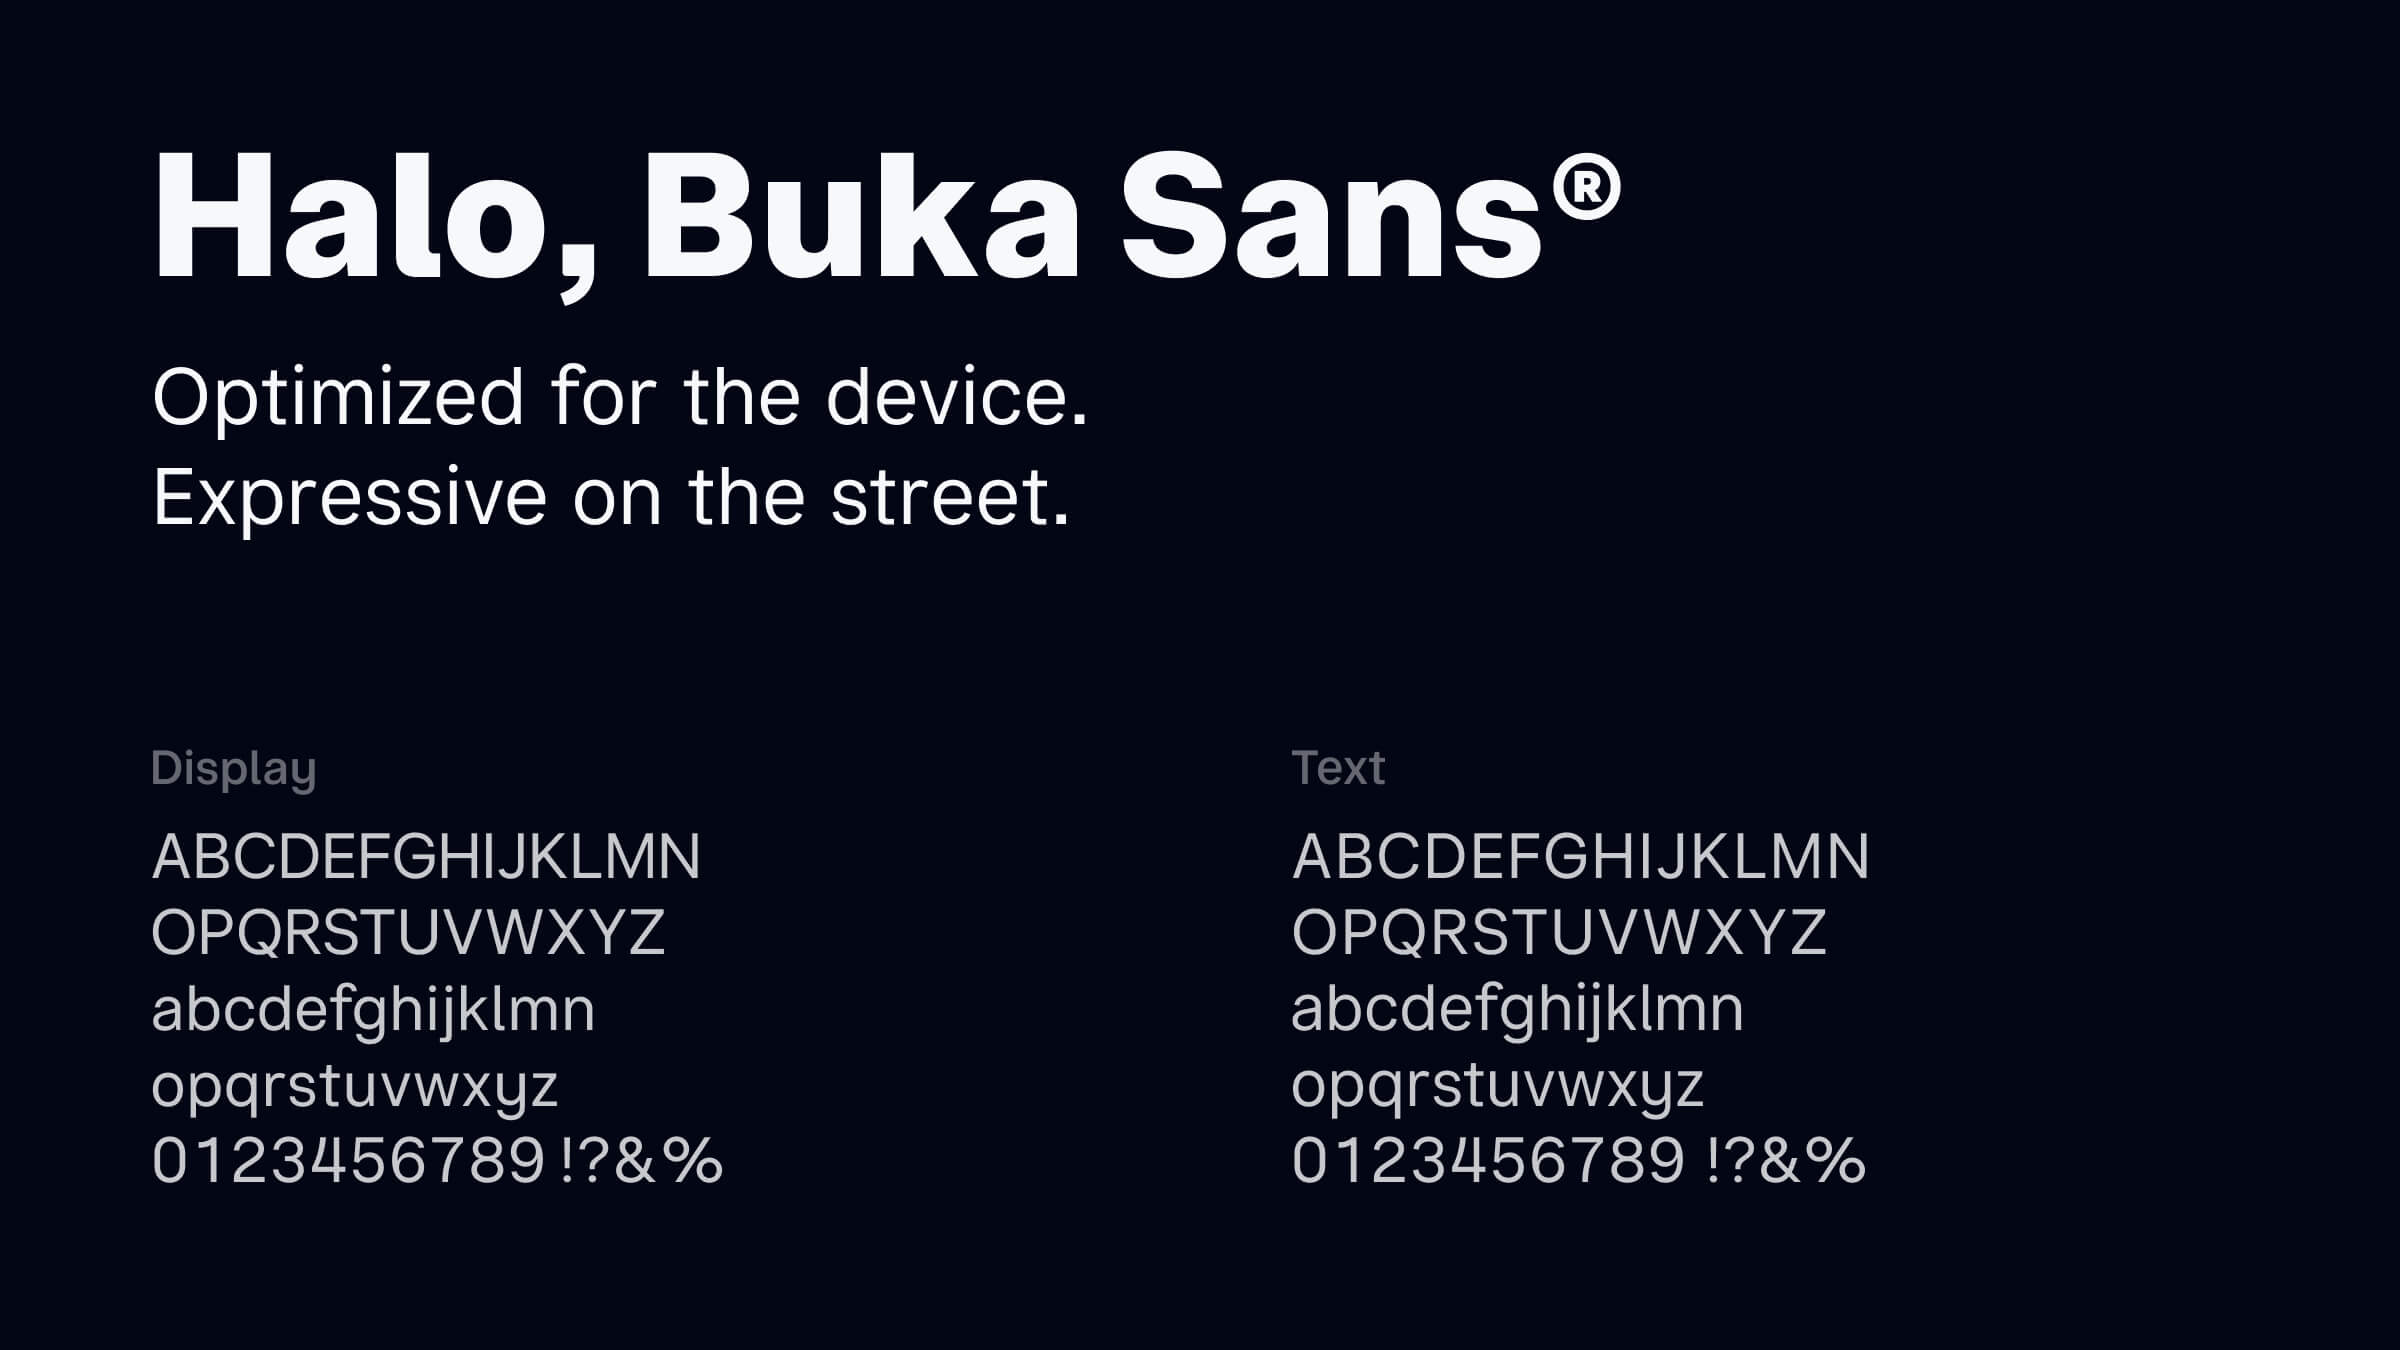 Halo, Buka Sans®
Optimized for the device.
Expressive on the street.
Display
ABCDEFGHIJKLMN
OPQRSTUVWXYZ
abcdefghijklmn
opqrstuvwxyz
0123456789 !?&%
Text
ABCDEFGHIJKLMN
OPQRSTUVWXYZ
abcdefghijklmn
opqrstuvwxyz
0123456789 !?&%